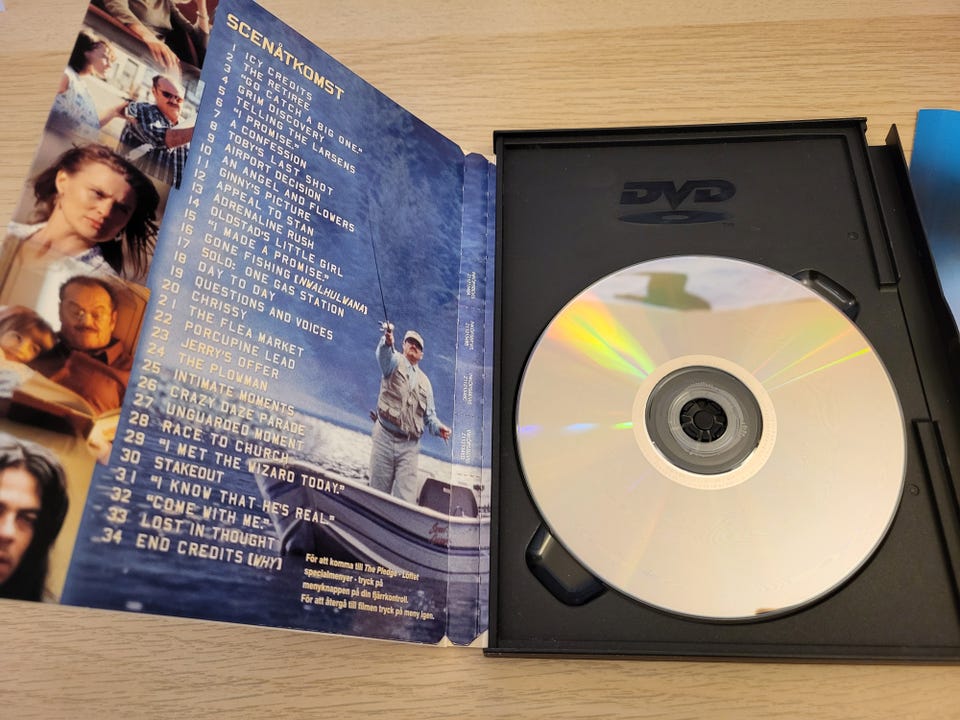 SCENÅTKOMST
1 ICY CREDITS
2 THE RETIREE
3 "GO CATCH A BIG ONE."
4 GRIM DISCOVERY
5 TELLING THE LARSENS
6 "I PROMISE."
7 A CONFESSION
8 TOBY'S LAST SHOT
9 AIRPORT DECISION
10 AN ANGEL AND FLOWERS
11 GINNY'S PICTURE
12 APPEAL TO STAN
13 ADRENALINE RUSH
14 OLDSTAD'S LITTLE GIRL
15 "I MADE A PROMISE."
16 GONE FISHING [NWALHULWANA]
17 SOLD: ONE GAS STATION
18 DAY TO DAY
19 QUESTIONS AND VOICES
20 CHRISSY
21 THE FLEA MARKET
22 PORCUPINE LEAD
23 JERRY'S OFFER
24 THE PLOWMAN
25 INTIMATE MOMENTS
26 CRAZY DAZE PARADE
27 UNGUARDED MOMENT
28 RACE TO CHURCH
29 "I MET THE WIZARD TODAY."
30 STAKEOUT
31 "I KNOW THAT HE'S REAL."
32 "COME WITH ME."
33 LOST IN THOUGHT
34 END CREDITS [WHY]
För att komma till The Pledge - Löftet
specialmenyer - tryck på
menyknappen på din fjärrkontroll.
För att återgå till filmen tryck på meny igen.
DVD